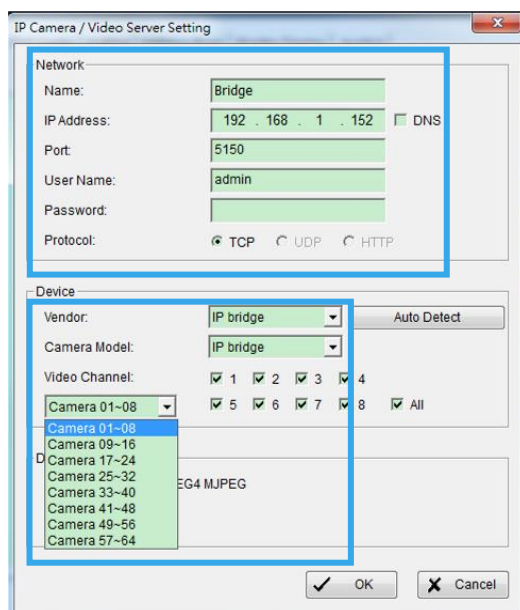 IP Camera / Video Server Setting
Network
Name: Bridge
IP Address: 192 . 168 . 1 . 152 DNS
Port: 5150
User Name: admin
Password:
Protocol: TCP UDP HTTP
Device
Vendor: IP bridge Auto Detect
Camera Model: IP bridge
Video Channel: 1 2 3 4
Camera 01~08 5 6 7 8 All
Camera 01~08
Camera 09~16
Camera 17~24
Camera 25~32
Camera 33~40
Camera 41~48
Camera 49~56
Camera 57~64
MJPEG
OK Cancel